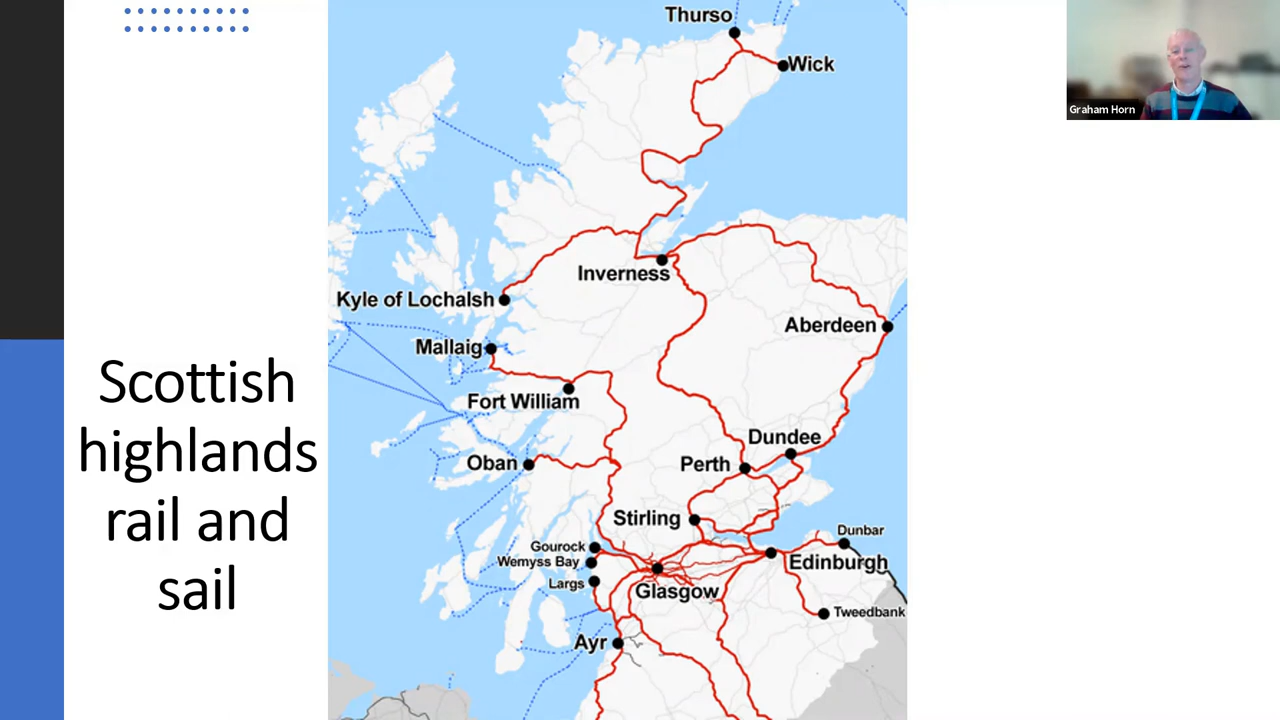 Scottish
highlands
rail and
sail
Thurso
Wick
Inverness
Kyle of Lochalsh
Aberdeen
Mallaig
Fort William
Dundee
Oban
Perth
Stirling
Dunbar
Gourock
Wemyss Bay
Edinburgh
Largs
Glasgow
Tweedbank
Ayr
Graham Horn